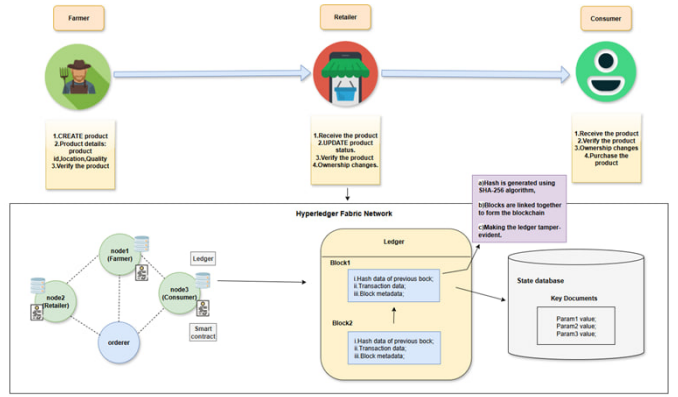 Farmer
Retailer
Consumer
1.CREATE product
2.Product details:
product
id,location,Quality
3.Verify the product
1.Receive the product
2.UPDATE product
status.
3.Verify the product
4.Ownership changes.
1.Receive the product
2.Verify the product
3.Ownership changes
4.Purchase the
product
a)Hash is generated using
SHA-256 algorithm,
b)Blocks are linked together
to form the blockchain
c)Making the ledger tamper-
evident.
Hyperledger Fabric Network
node1
(Farmer)
Ledger
node2
(Retailer)
node3
(Consumer)
Smart
contract
orderer
Ledger
Block1
i.Hash data of previous bock;
ii.Transaction data;
iii.Block metadata;
Block2
i.Hash data of previous bock;
ii.Transaction data;
iii.Block metadata;
State database
Key Documents
Param1 value;
Param2 value;
Param3 value;